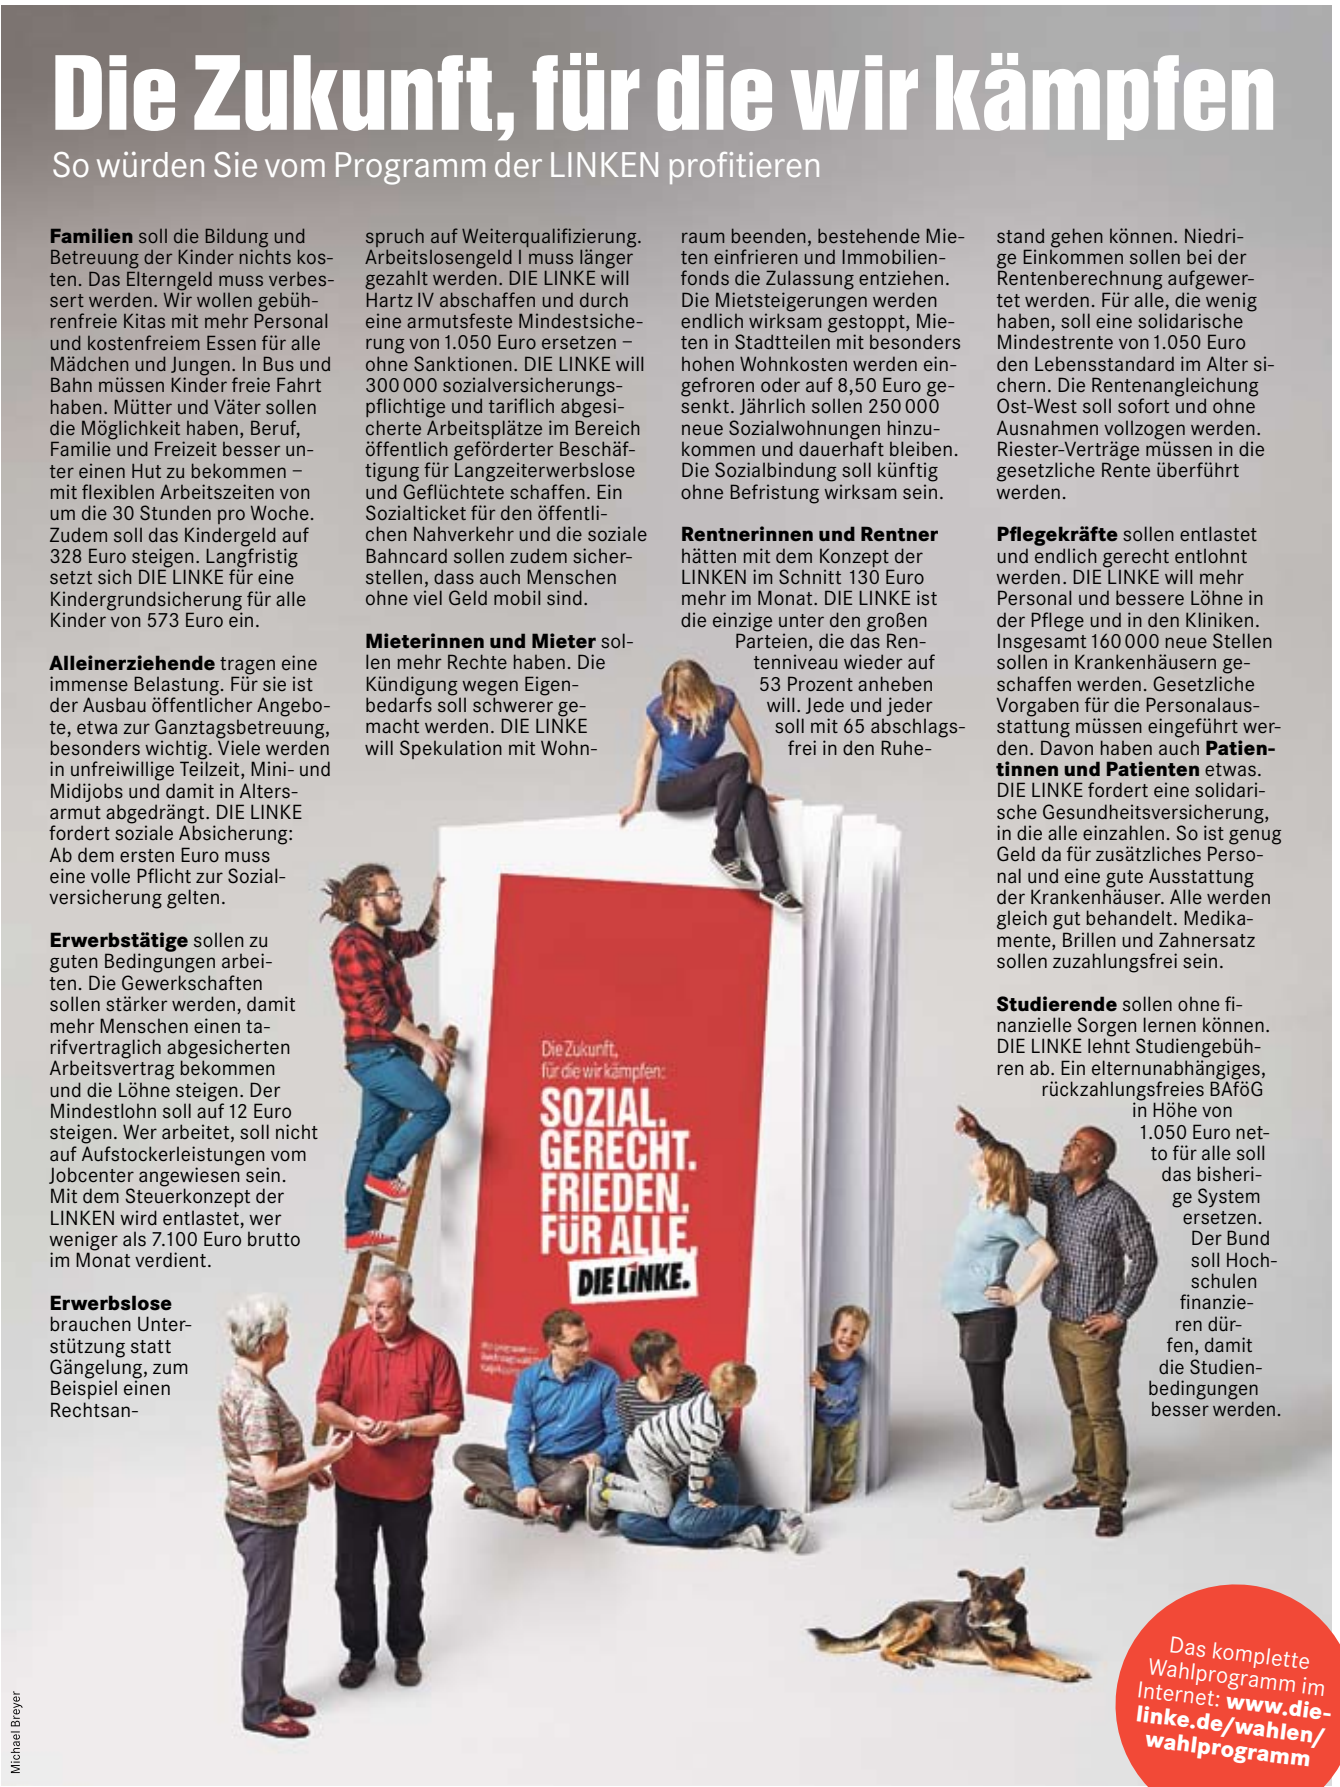 Die Zukunft, für die wir kämpfen
So würden Sie vom Programm der LINKEN profitieren
Familien soll die Bildung und
Betreuung der Kinder nichts kos-
ten. Das Elterngeld muss verbes-
sert werden. Wir wollen gebüh-
renfreie Kitas mit mehr Personal
und kostenfreiem Essen für alle
Mädchen und Jungen. In Bus und
Bahn müssen Kinder freie Fahrt
haben. Mütter und Väter sollen
die Möglichkeit haben, Beruf,
Familie und Freizeit besser un-
ter einen Hut zu bekommen –
mit flexiblen Arbeitszeiten von
um die 30 Stunden pro Woche.
Zudem soll das Kindergeld auf
328 Euro steigen. Langfristig
setzt sich DIE LINKE für eine
Kindergrundsicherung für alle
Kinder von 573 Euro ein.
Alleinerziehende tragen eine
immense Belastung. Für sie ist
der Ausbau öffentlicher Angebo-
te, etwa zur Ganztagsbetreuung,
besonders wichtig. Viele werden
in unfreiwillige Teilzeit, Mini- und
Midijobs und damit in Alters-
armut abgedrängt. DIE LINKE
fordert soziale Absicherung:
Ab dem ersten Euro muss
eine volle Pflicht zur Sozial-
versicherung gelten.
Erwerbstätige sollen zu
guten Bedingungen arbei-
ten. Die Gewerkschaften
sollen stärker werden, damit
mehr Menschen einen ta-
rifvertraglich abgesicherten
Arbeitsvertrag bekommen
und die Löhne steigen. Der
Mindestlohn soll auf 12 Euro
steigen. Wer arbeitet, soll nicht
auf Aufstockerleistungen vom
Jobcenter angewiesen sein.
Mit dem Steuerkonzept der
LINKEN wird entlastet, wer
weniger als 7.100 Euro brutto
im Monat verdient.
Erwerbslose
brauchen Unter-
stützung statt
Gängelung, zum
Beispiel einen
Rechtsan-
spruch auf Weiterqualifizierung.
Arbeitslosengeld I muss länger
gezahlt werden. DIE LINKE will
Hartz IV abschaffen und durch
eine armutsfeste Mindestsiche-
rung von 1.050 Euro ersetzen –
ohne Sanktionen. DIE LINKE will
300 000 sozialversicherungs-
pflichtige und tariflich abgesi-
cherte Arbeitsplätze im Bereich
öffentlich geförderter Beschäf-
tigung für Langzeiterwerbslose
und Geflüchtete schaffen. Ein
Sozialticket für den öffentli-
chen Nahverkehr und die soziale
Bahncard sollen zudem sicher-
stellen, dass auch Menschen
ohne viel Geld mobil sind.
Mieterinnen und Mieter sol-
len mehr Rechte haben. Die
Kündigung wegen Eigen-
bedarfs soll schwerer ge-
macht werden. DIE LINKE
will Spekulation mit Wohn-
raum beenden, bestehende Mie-
ten einfrieren und Immobilien-
fonds die Zulassung entziehen.
Die Mietsteigerungen werden
endlich wirksam gestoppt, Mie-
ten in Stadtteilen mit besonders
hohen Wohnkosten werden ein-
gefroren oder auf 8,50 Euro ge-
senkt. Jährlich sollen 250 000
neue Sozialwohnungen hinzu-
kommen und dauerhaft bleiben.
Die Sozialbindung soll künftig
ohne Befristung wirksam sein.
Rentnerinnen und Rentner
hätten mit dem Konzept der
LINKEN im Schnitt 130 Euro
mehr im Monat. DIE LINKE ist
die einzige unter den großen
Parteien, die das Ren-
tenniveau wieder auf
53 Prozent anheben
will. Jede und jeder
soll mit 65 abschlags-
frei in den Ruhe-
stand gehen können. Niedri-
ge Einkommen sollen bei der
Rentenberechnung aufgewer-
tet werden. Für alle, die wenig
haben, soll eine solidarische
Mindestrente von 1.050 Euro
den Lebensstandard im Alter si-
chern. Die Rentenangleichung
Ost-West soll sofort und ohne
Ausnahmen vollzogen werden.
Riester-Verträge müssen in die
gesetzliche Rente überführt
werden.
Pflegekräfte sollen entlastet
und endlich gerecht entlohnt
werden. DIE LINKE will mehr
Personal und bessere Löhne in
der Pflege und in den Kliniken.
Insgesamt 160 000 neue Stellen
sollen in Krankenhäusern ge-
schaffen werden. Gesetzliche
Vorgaben für die Personalaus-
stattung müssen eingeführt wer-
den. Davon haben auch Patien-
tinnen und Patienten etwas.
DIE LINKE fordert eine solidari-
sche Gesundheitsversicherung,
in die alle einzahlen. So ist genug
Geld da für zusätzliches Perso-
nal und eine gute Ausstattung
der Krankenhäuser. Alle werden
gleich gut behandelt. Medika-
mente, Brillen und Zahnersatz
sollen zuzahlungsfrei sein.
Studierende sollen ohne fi-
nanzielle Sorgen lernen können.
DIE LINKE lehnt Studiengebüh-
ren ab. Ein elternunabhängiges,
rückzahlungsfreies BAföG
in Höhe von
1.050 Euro net-
to für alle soll
das bisheri-
ge System
ersetzen.
Der Bund
soll Hoch-
schulen
finanzie-
ren dür-
fen, damit
die Studien-
bedingungen
besser werden.
Die Zukunft,
für die wir kämpfen:
SOZIAL.
GERECHT.
FRIEDEN.
FÜR ALLE.
DIE LINKE.
Das komplette
Wahlprogramm im
Internet: www.die-
linke.de/wahlen/
wahlprogramm
Michael Breyer